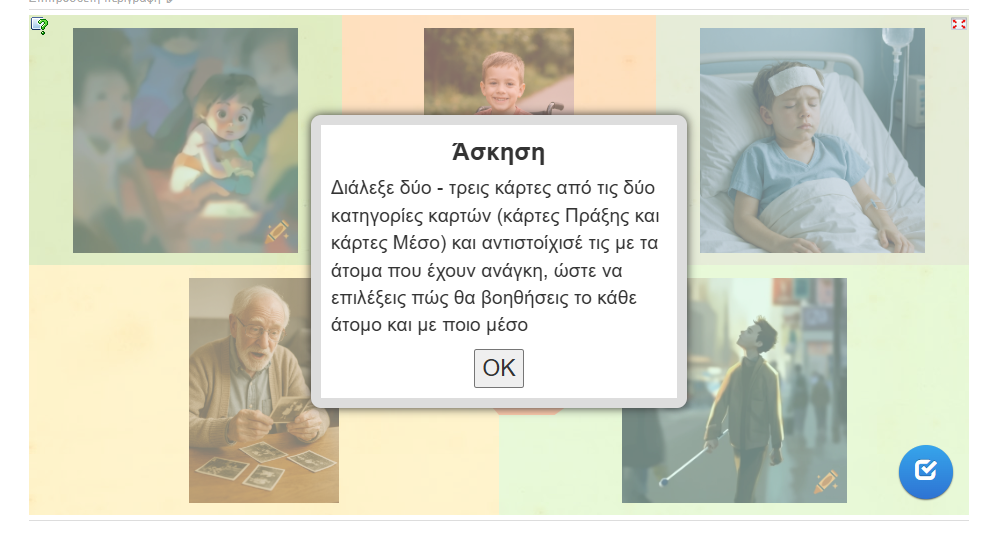 Άσκηση
Διάλεξε δύο - τρεις κάρτες από τις δύο
κατηγορίες καρτών (κάρτες Πράξης και
κάρτες Μέσο) και αντιστοίχισέ τις με τα
άτομα που έχουν ανάγκη, ώστε να
επιλέξεις πώς θα βοηθήσεις το κάθε
άτομο και με ποιο μέσο
OK